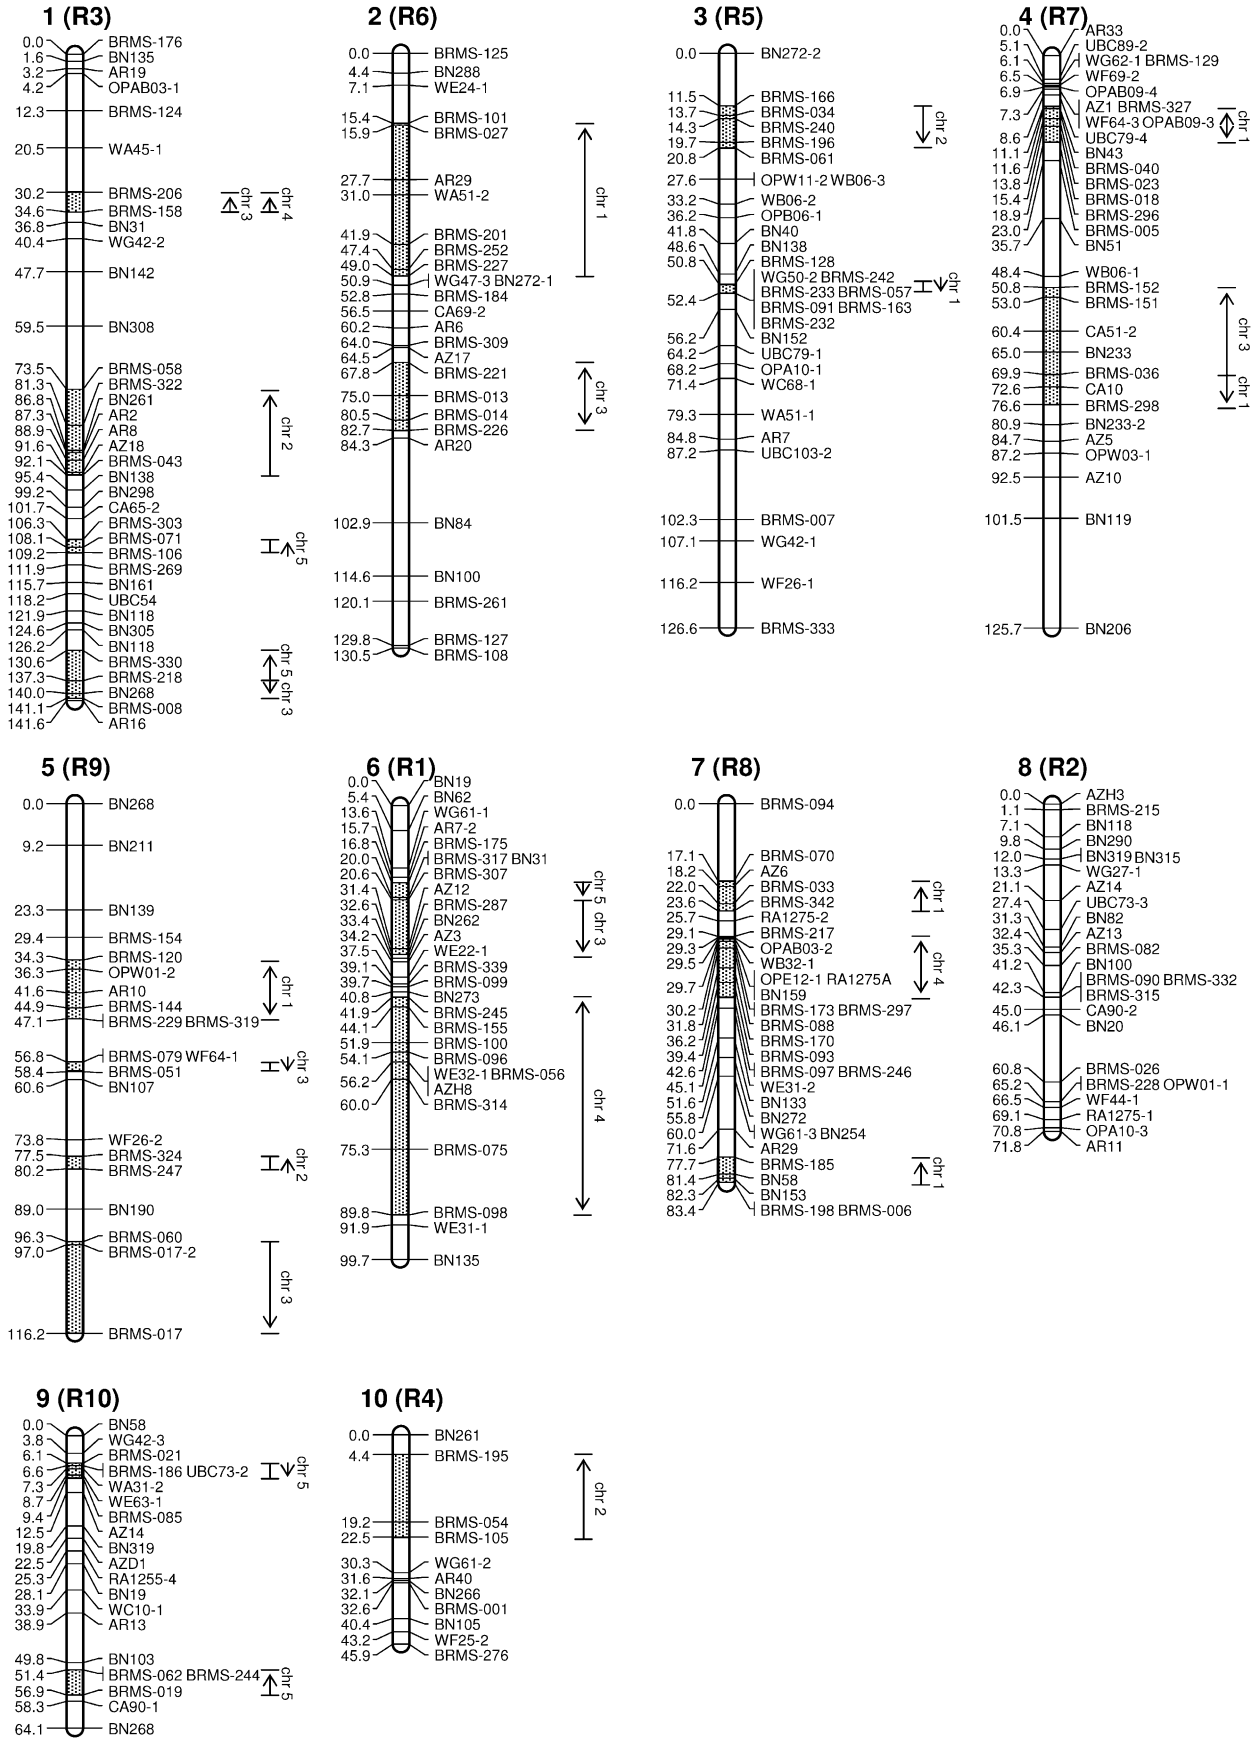 1 (R3)
0.0 BRMS-176
1.6 BN135
3.2 AR19
4.2 OPAB03-1
12.3 BRMS-124
20.5 WA45-1
30.2 BRMS-206
34.6 BRMS-158
36.8 BN31
40.4 WG42-2
47.7 BN142
59.5 BN308
73.5 BRMS-058
81.3 BRMS-322
86.8 BN261
87.3 AR2
88.9 AR8
91.6 AZ18
92.1 BRMS-043
95.4 BN138
99.2 BN298
101.7 CA65-2
106.3 BRMS-303
108.1 BRMS-071
109.2 BRMS-106
111.9 BRMS-269
115.7 BN161
118.2 UBC54
121.9 BN118
124.6 BN305
126.2 BN118
130.6 BRMS-330
137.3 BRMS-218
140.0 BN268
141.1 BRMS-008
141.6 AR16
chr 3
chr 4
chr 2
chr 5
chr 5
chr 3
2 (R6)
0.0 BRMS-125
4.4 BN288
7.1 WE24-1
15.4 BRMS-101
15.9 BRMS-027
27.7 AR29
31.0 WA51-2
41.9 BRMS-201
47.4 BRMS-252
49.0 BRMS-227
50.9 WG47-3 BN272-1
52.8 BRMS-184
56.5 CA69-2
60.2 AR6
64.0 BRMS-309
64.5 AZ17
67.8 BRMS-221
75.0 BRMS-013
80.5 BRMS-014
82.7 BRMS-226
84.3 AR20
102.9 BN84
114.6 BN100
120.1 BRMS-261
129.8 BRMS-127
130.5 BRMS-108
chr 1
chr 3
3 (R5)
0.0 BN272-2
11.5 BRMS-166
13.7 BRMS-034
14.3 BRMS-240
19.7 BRMS-196
20.8 BRMS-061
27.6 OPW11-2 WB06-3
33.2 WB06-2
36.2 OPB06-1
41.8 BN40
48.6 BN138
50.8 BRMS-128
WG50-2 BRMS-242
52.4 BRMS-233 BRMS-057
BRMS-091 BRMS-163
BRMS-232
56.2 BN152
64.2 UBC79-1
68.2 OPA10-1
71.4 WC68-1
79.3 WA51-1
84.8 AR7
87.2 UBC103-2
102.3 BRMS-007
107.1 WG42-1
116.2 WF26-1
126.6 BRMS-333
chr 2
chr 1
4 (R7)
0.0 AR33
5.1 UBC89-2
6.1 WG62-1 BRMS-129
6.5 WF69-2
6.9 OPAB09-4
7.3 AZ1 BRMS-327
WF64-3 OPAB09-3
8.6 UBC79-4
11.1 BN43
11.6 BRMS-040
13.8 BRMS-023
15.4 BRMS-018
18.9 BRMS-296
23.0 BRMS-005
35.7 BN51
48.4 WB06-1
50.8 BRMS-152
53.0 BRMS-151
60.4 CA51-2
65.0 BN233
69.9 BRMS-036
72.6 CA10
76.6 BRMS-298
80.9 BN233-2
84.7 AZ5
87.2 OPW03-1
92.5 AZ10
101.5 BN119
125.7 BN206
chr 1
chr 3
chr 1
5 (R9)
0.0 BN268
9.2 BN211
23.3 BN139
29.4 BRMS-154
34.3 BRMS-120
36.3 OPW01-2
41.6 AR10
44.9 BRMS-144
47.1 BRMS-229 BRMS-319
56.8 BRMS-079 WF64-1
58.4 BRMS-051
60.6 BN107
73.8 WF26-2
77.5 BRMS-324
80.2 BRMS-247
89.0 BN190
96.3 BRMS-060
97.0 BRMS-017-2
116.2 BRMS-017
chr 1
chr 3
chr 2
chr 3
6 (R1)
0.0 BN19
5.4 BN62
13.6 WG61-1
15.7 AR7-2
16.8 BRMS-175
20.0 BRMS-317 BN31
20.6 BRMS-307
31.4 AZ12
32.6 BRMS-287
33.4 BN262
34.2 AZ3
37.5 WE22-1
39.1 BRMS-339
39.7 BRMS-099
40.8 BN273
41.9 BRMS-245
44.1 BRMS-155
51.9 BRMS-100
54.1 BRMS-096
56.2 WE32-1 BRMS-056
AZH8
60.0 BRMS-314
75.3 BRMS-075
89.8 BRMS-098
91.9 WE31-1
99.7 BN135
chr 5
chr 3
chr 4
7 (R8)
0.0 BRMS-094
17.1 BRMS-070
18.2 AZ6
22.0 BRMS-033
23.6 BRMS-342
25.7 RA1275-2
29.1 BRMS-217
29.3 OPAB03-2
29.5 WB32-1
29.7 OPE12-1 RA1275A
BN159
30.2 BRMS-173 BRMS-297
31.8 BRMS-088
36.2 BRMS-170
39.4 BRMS-093
42.6 BRMS-097 BRMS-246
45.1 WE31-2
51.6 BN133
55.8 BN272
60.0 WG61-3 BN254
71.6 AR29
77.7 BRMS-185
81.4 BN58
82.3 BN153
83.4 BRMS-198 BRMS-006
chr 1
chr 4
chr 1
8 (R2)
0.0 AZH3
1.1 BRMS-215
7.1 BN118
9.8 BN290
12.0 BN319 BN315
13.3 WG27-1
21.1 AZ14
27.4 UBC73-3
31.3 BN82
32.4 AZ13
35.3 BRMS-082
41.2 BN100
42.3 BRMS-090 BRMS-332
BRMS-315
45.0 CA90-2
46.1 BN20
60.8 BRMS-026
65.2 BRMS-228 OPW01-1
66.5 WF44-1
69.1 RA1275-1
70.8 OPA10-3
71.8 AR11
9 (R10)
0.0 BN58
3.8 WG42-3
6.1 BRMS-021
6.6 BRMS-186 UBC73-2
7.3 WA31-2
8.7 WE63-1
9.4 BRMS-085
12.5 AZ14
19.8 BN319
22.5 AZD1
25.3 RA1255-4
28.1 BN19
33.9 WC10-1
38.9 AR13
49.8 BN103
51.4 BRMS-062 BRMS-244
56.9 BRMS-019
58.3 CA90-1
64.1 BN268
chr 5
chr 5
10 (R4)
0.0 BN261
4.4 BRMS-195
19.2 BRMS-054
22.5 BRMS-105
30.3 WG61-2
31.6 AR40
32.1 BN266
32.6 BRMS-001
40.4 BN105
43.2 WF25-2
45.9 BRMS-276
chr 2